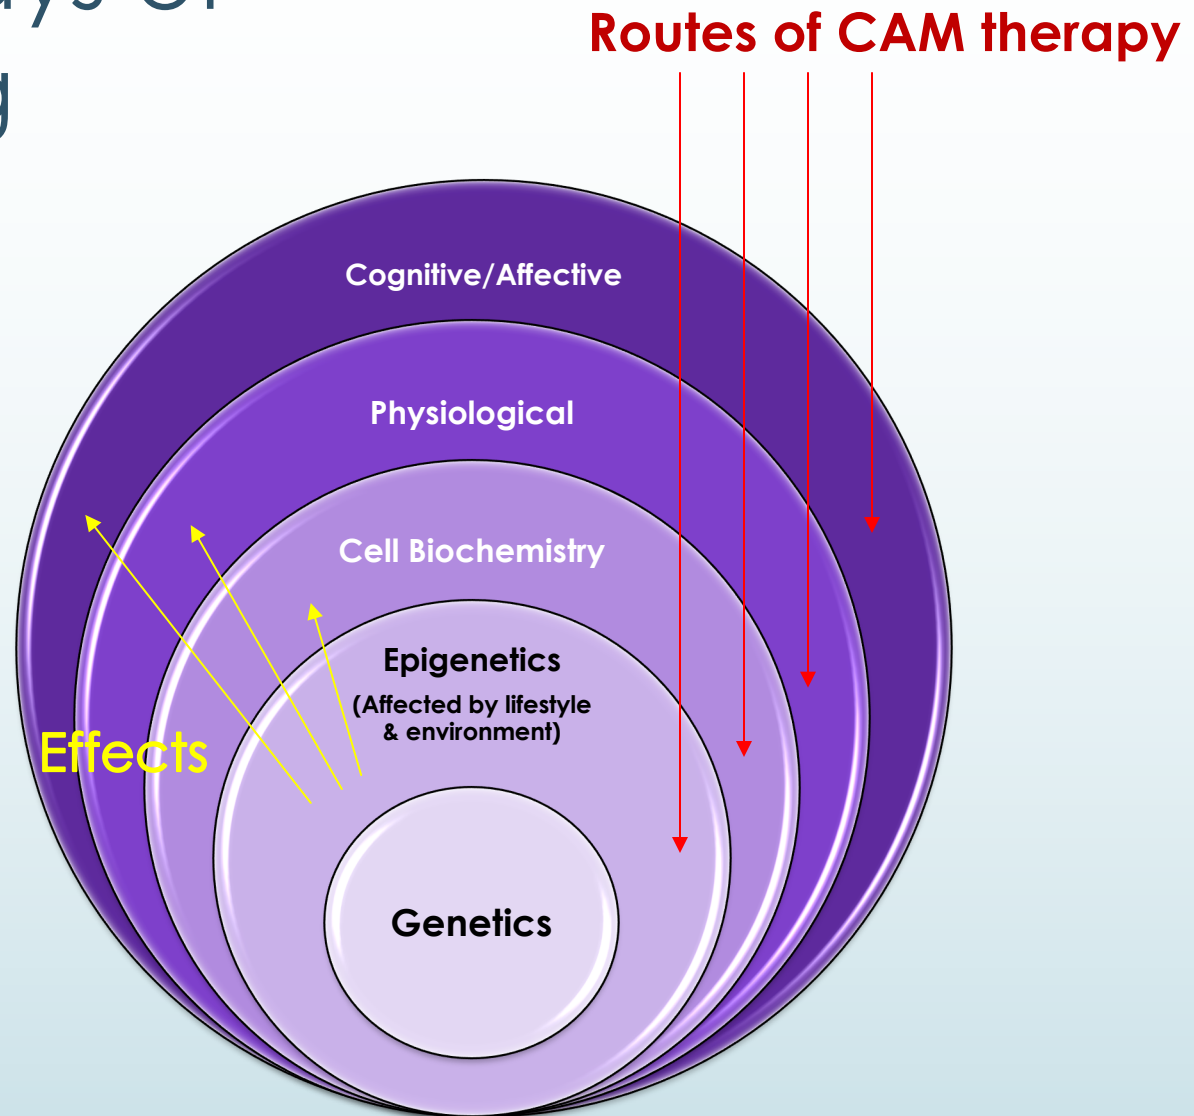 Routes of CAM therapy
Cognitive/Affective
Physiological
Cell Biochemistry
Epigenetics
(Affected by lifestyle
& environment)
Effects
Genetics